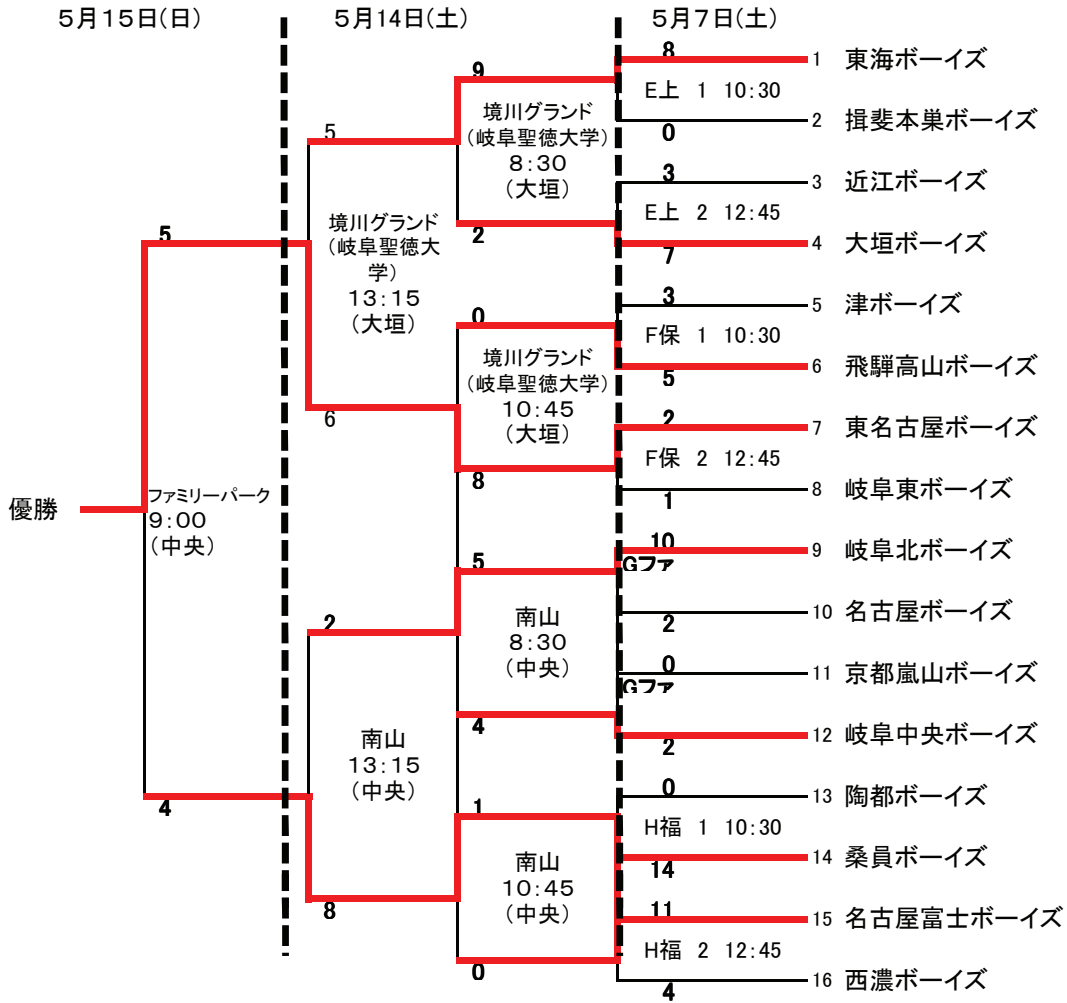 ５月１５日（日）
５月14日（土）
５月７日（土）
8
1 東海ボーイズ
9
E上 1 10:30
境川グランド
（岐阜聖徳大学）
8:30
（大垣）
2 揖斐本巣ボーイズ
0
5
3
3 近江ボーイズ
E上 2 12:45
2
4 大垣ボーイズ
7
境川グランド
（岐阜聖徳大
学）
13:15
（大垣）
5
3
5 津ボーイズ
0
F保 1 10:30
境川グランド
（岐阜聖徳大学）
10:45
（大垣）
6 飛騨高山ボーイズ
5
6
2
7 東名古屋ボーイズ
F保 2 12:45
8
8 岐阜東ボーイズ
1
優勝
ファミリーパーク
9:00
（中央）
10
9 岐阜北ボーイズ
Gファ
5
南山
8:30
（中央）
10 名古屋ボーイズ
2
2
0
11 京都嵐山ボーイズ
Gファ
4
12 岐阜中央ボーイズ
2
南山
13:15
（中央）
4
0
13 陶都ボーイズ
1
H福 1 10:30
南山
10:45
（中央）
14 桑員ボーイズ
14
8
11
15 名古屋富士ボーイズ
H福 2 12:45
0
16 西濃ボーイズ
4